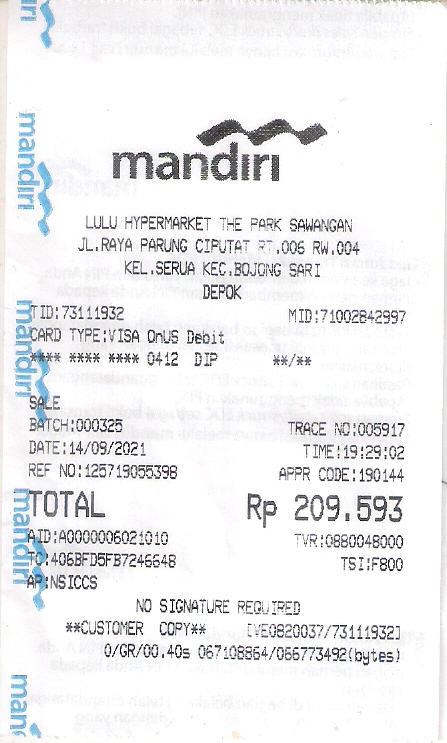 mandiri
LULU HYPERMARKET THE PARK SAWANGAN
JL.RAYA PARUNG CIPUTAT RT.006 RW.004
KEL.SERUA KEC.BOJONG SARI
DEPOK
TID:73111932 MID:71002842997
CARD TYPE:VISA OnUS Debit
**** **** **** 0412 DIP **/**
SALE
BATCH:000325 TRACE NO:005917
DATE:14/09/2021 TIME:19:29:02
REF NO:125719055398 APPR CODE:190144
TOTAL Rp 209.593
AID:A0000006021010 TVR:0880048000
TC:406BFD5FB7246648 TSI:F800
AP:NSICCS
NO SIGNATURE REQUIRED
**CUSTOMER COPY** [VE0820037/73111932]
0/GR/00.40s 067108864/066773492(bytes)
mandiri
mandiri
mandiri
mandiri